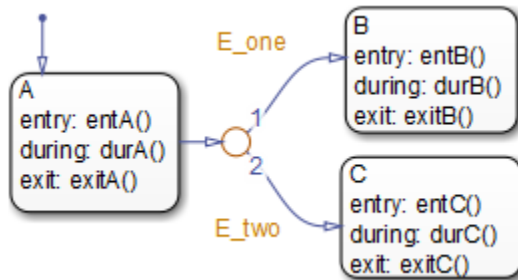 A
entry: entA()
during: durA()
exit: exitA()
E_one
1
2
E_two
B
entry: entB()
during: durB()
exit: exitB()
C
entry: entC()
during: durC()
exit: exitC()